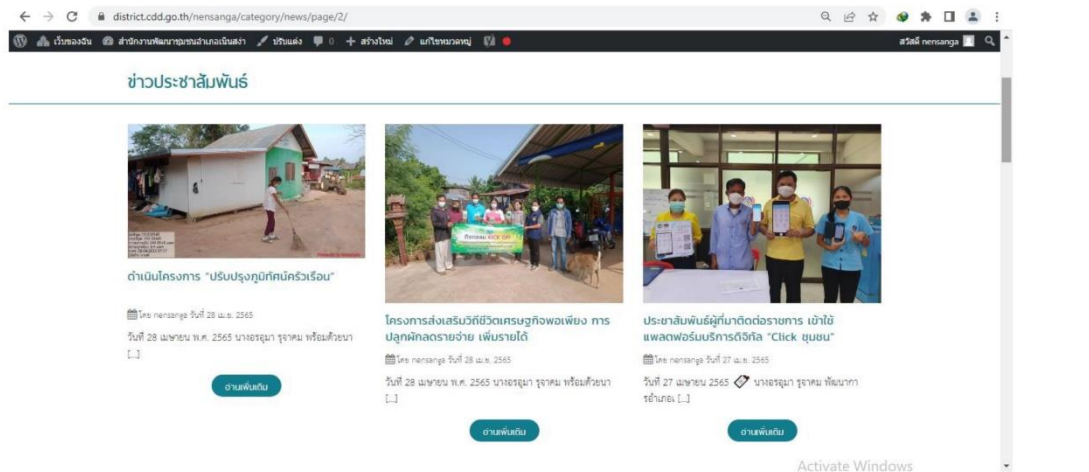 district.cdd.go.th/nensanga/category/news/page/2/
เว็บของฉัน สำนักงานพัฒนาชุมชนอำเภอเนินสง่า ปรับแต่ง 0 สร้างใหม่ แก้ไขหมวดหมู่ สวัสดี nensanga
ข่าวประชาสัมพันธ์
ดำเนินโครงการ "ปรับปรุงภูมิทัศน์ครัวเรือน"
โดย nensanga วันที่ 28 เม.ย. 2565
วันที่ 28 เมษายน พ.ศ. 2565 นางอรอุมา รุจาคม พร้อมด้วยนา
[...]
อ่านเพิ่มเติม
กิจกรรม KICK OFF
โครงการส่งเสริมวิถีชีวิตเศรษฐกิจพอเพียง การ
ปลูกผักลดรายจ่าย เพิ่มรายได้
โดย nensanga วันที่ 28 เม.ย. 2565
วันที่ 28 เมษายน พ.ศ. 2565 นางอรอุมา รุจาคม พร้อมด้วยนา
[...]
อ่านเพิ่มเติม
ประชาสัมพันธ์ผู้ที่มาติดต่อราชการ เข้าใช้
แพลตฟอร์มบริการดิจิทัล "Click ชุมชน"
โดย nensanga วันที่ 27 เม.ย. 2565
วันที่ 27 เมษายน 2565 นางอรอุมา รุจาคม พัฒนากา
รอำเภอเ [...]
อ่านเพิ่มเติม
Activate Windows